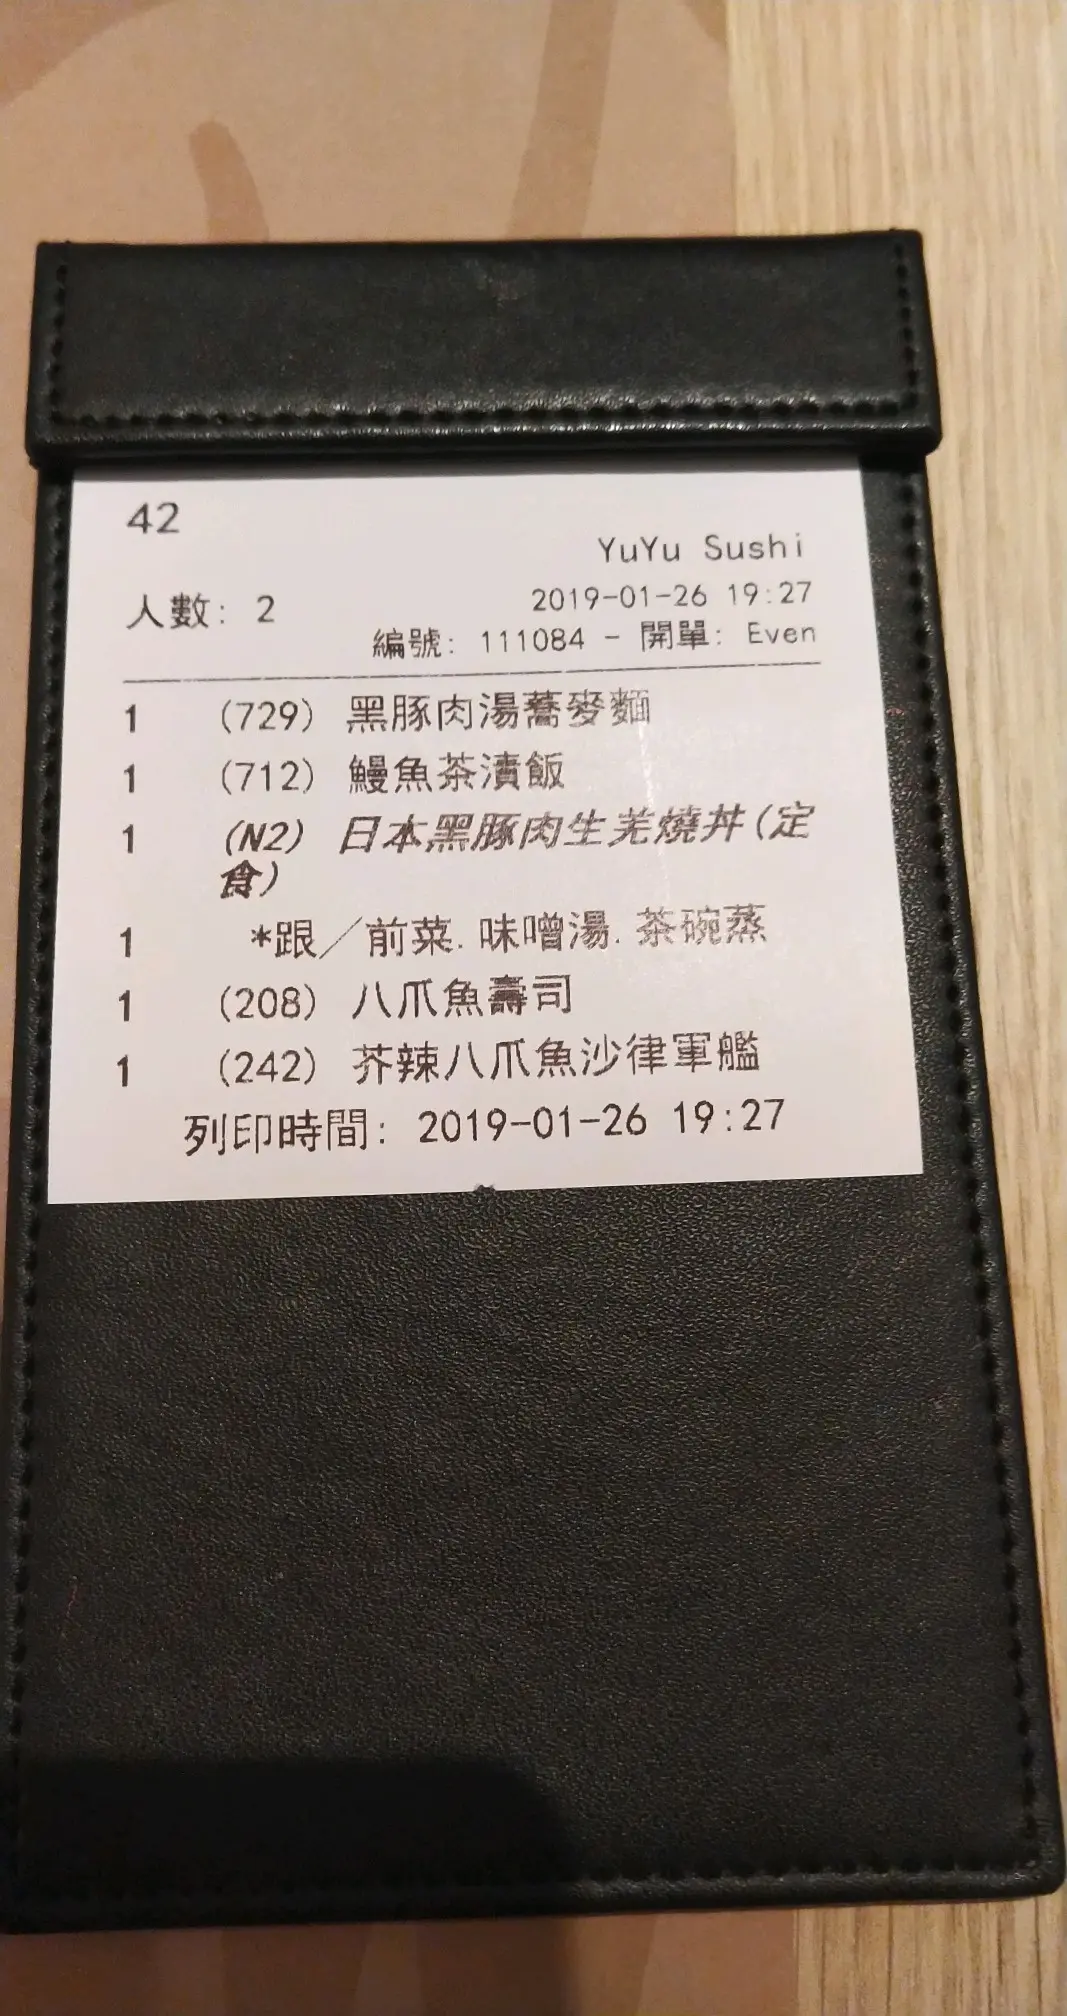 42
YuYu Sushi
人數: 2
2019-01-26 19:27
編號: 111084 - 開單: Even
1 (729) 黑豚肉湯蕎麥麵
1 (712) 鰻魚茶漬飯
1 (N2) 日本黑豚肉生羌燒丼(定
食)
1 *跟／前菜.味噌湯.茶碗蒸
1 (208) 八爪魚壽司
1 (242) 芥辣八爪魚沙律軍艦
列印時間: 2019-01-26 19:27